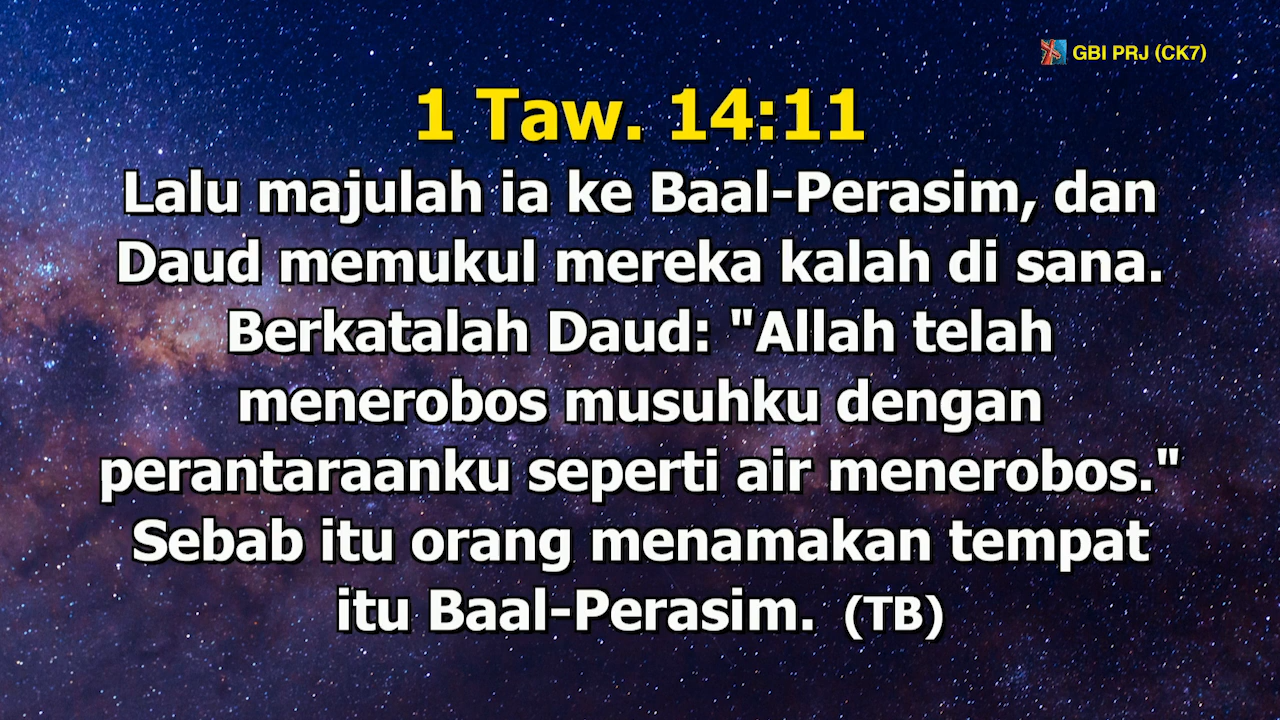 GBI PRJ (CK7)
1 Taw. 14:11
Lalu majulah ia ke Baal-Perasim, dan
Daud memukul mereka kalah di sana.
Berkatalah Daud: "Allah telah
menerobos musuhku dengan
perantaraanku seperti air menerobos."
Sebab itu orang menamakan tempat
itu Baal-Perasim. (TB)